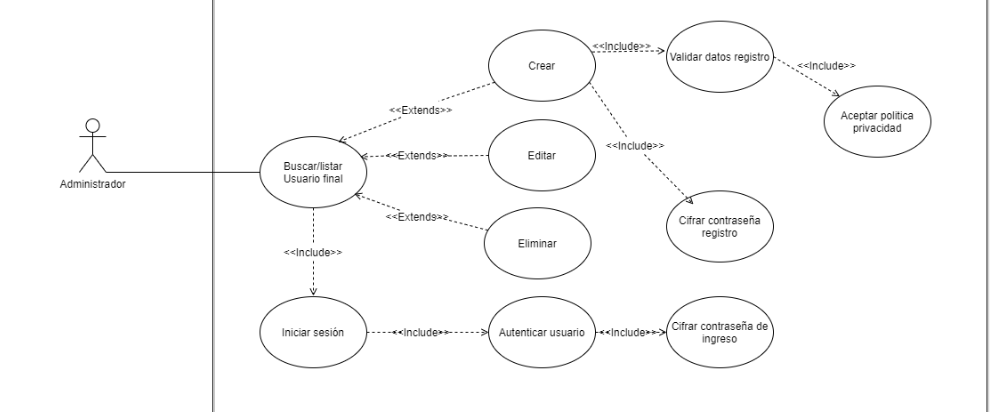 <<Include>>
Crear
Validar datos registro
<<Include>>
<<Extends>>
Aceptar política
privacidad
Administrador
Buscar/listar
Usuario final
<<Extends>>
Editar
<<Include>>
<<Extends>>
Eliminar
Cifrar contraseña
registro
<<Include>>
Iniciar sesión
<<Include>>
Autenticar usuario
<<Include>>
Cifrar contraseña de
ingreso